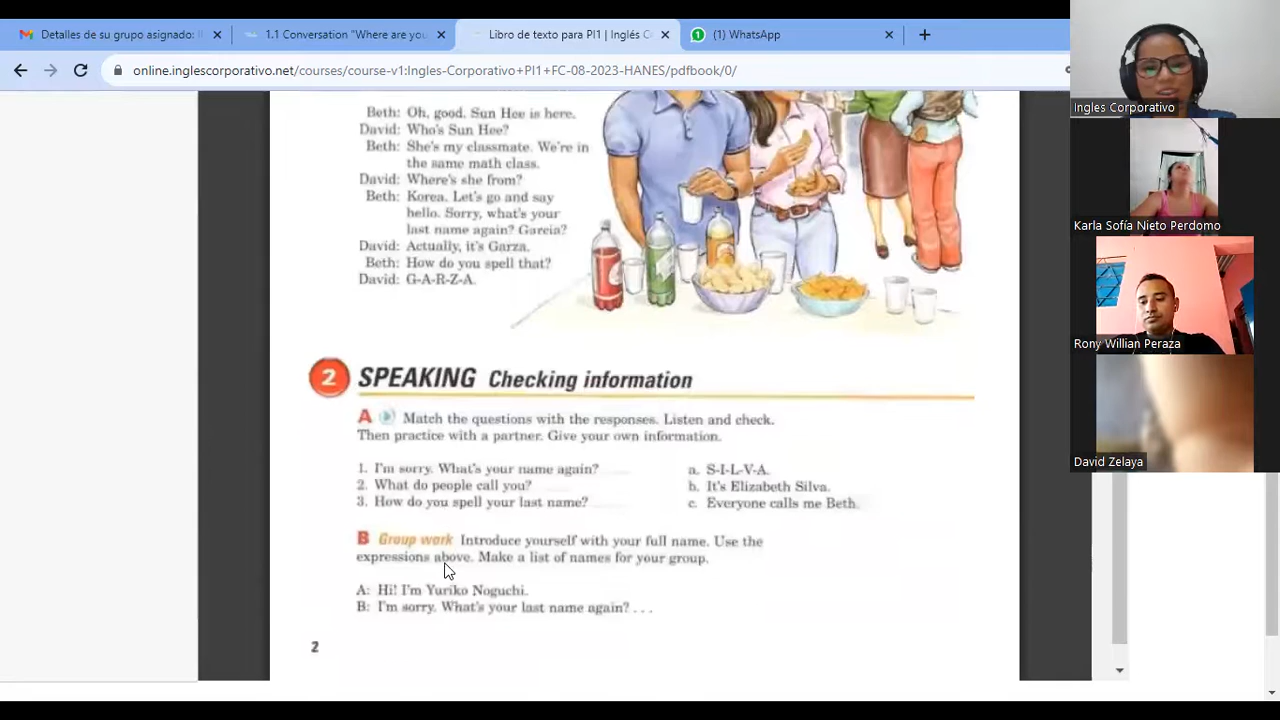 Detalles de su grupo asignado: I
1.1 Conversation "Where are you
Libro de texto para PI1 | Inglés C
(1) WhatsApp
online.inglescorporativo.net/courses/course-v1:Ingles-Corporativo+PI1+FC-08-2023-HANES/pdfbook/0/
Ingles Corporativo
Karla Sofía Nieto Perdomo
Rony Willian Peraza
David Zelaya
Beth: Oh, good. Sun Hee is here.
David: Who's Sun Hee?
Beth: She's my classmate. We're in
the same math class.
David: Where's she from?
Beth: Korea. Let's go and say
hello. Sorry, what's your
last name again? Garcia?
David: Actually, it's Garza.
Beth: How do you spell that?
David: G-A-R-Z-A.
2 SPEAKING Checking information
A Match the questions with the responses. Listen and check.
Then practice with a partner. Give your own information.
1. I'm sorry. What's your name again?
2. What do people call you?
3. How do you spell your last name?
a. S-I-L-V-A.
b. It's Elizabeth Silva.
c. Everyone calls me Beth.
B Group work Introduce yourself with your full name. Use the
expressions above. Make a list of names for your group.
A: Hi! I'm Yuriko Noguchi.
B: I'm sorry. What's your last name again? . . .
2